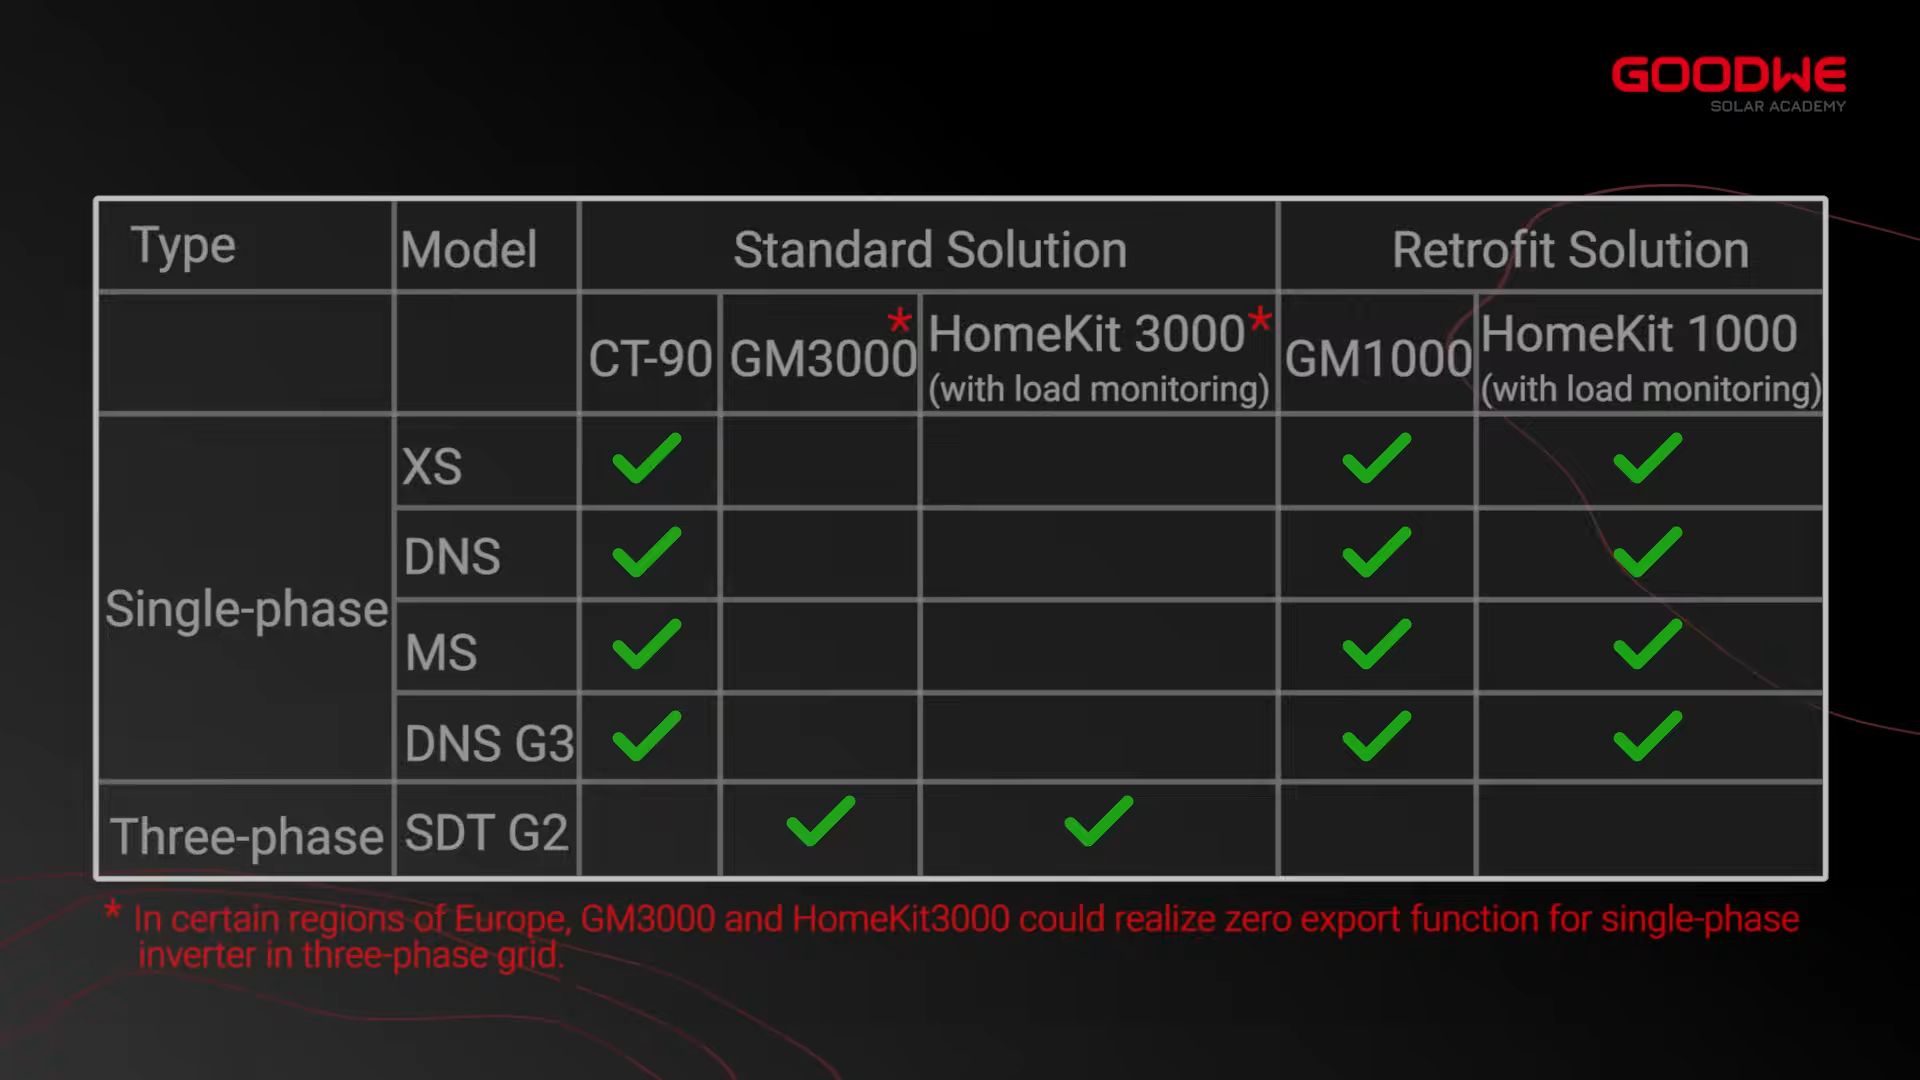 GOODWE
SOLAR ACADEMY
Type Model Standard Solution Retrofit Solution
CT-90 GM3000* HomeKit 3000* GM1000 HomeKit 1000
(with load monitoring) (with load monitoring)
XS
DNS
Single-phase
MS
DNS G3
Three-phase SDT G2
* In certain regions of Europe, GM3000 and HomeKit3000 could realize zero export function for single-phase
inverter in three-phase grid.